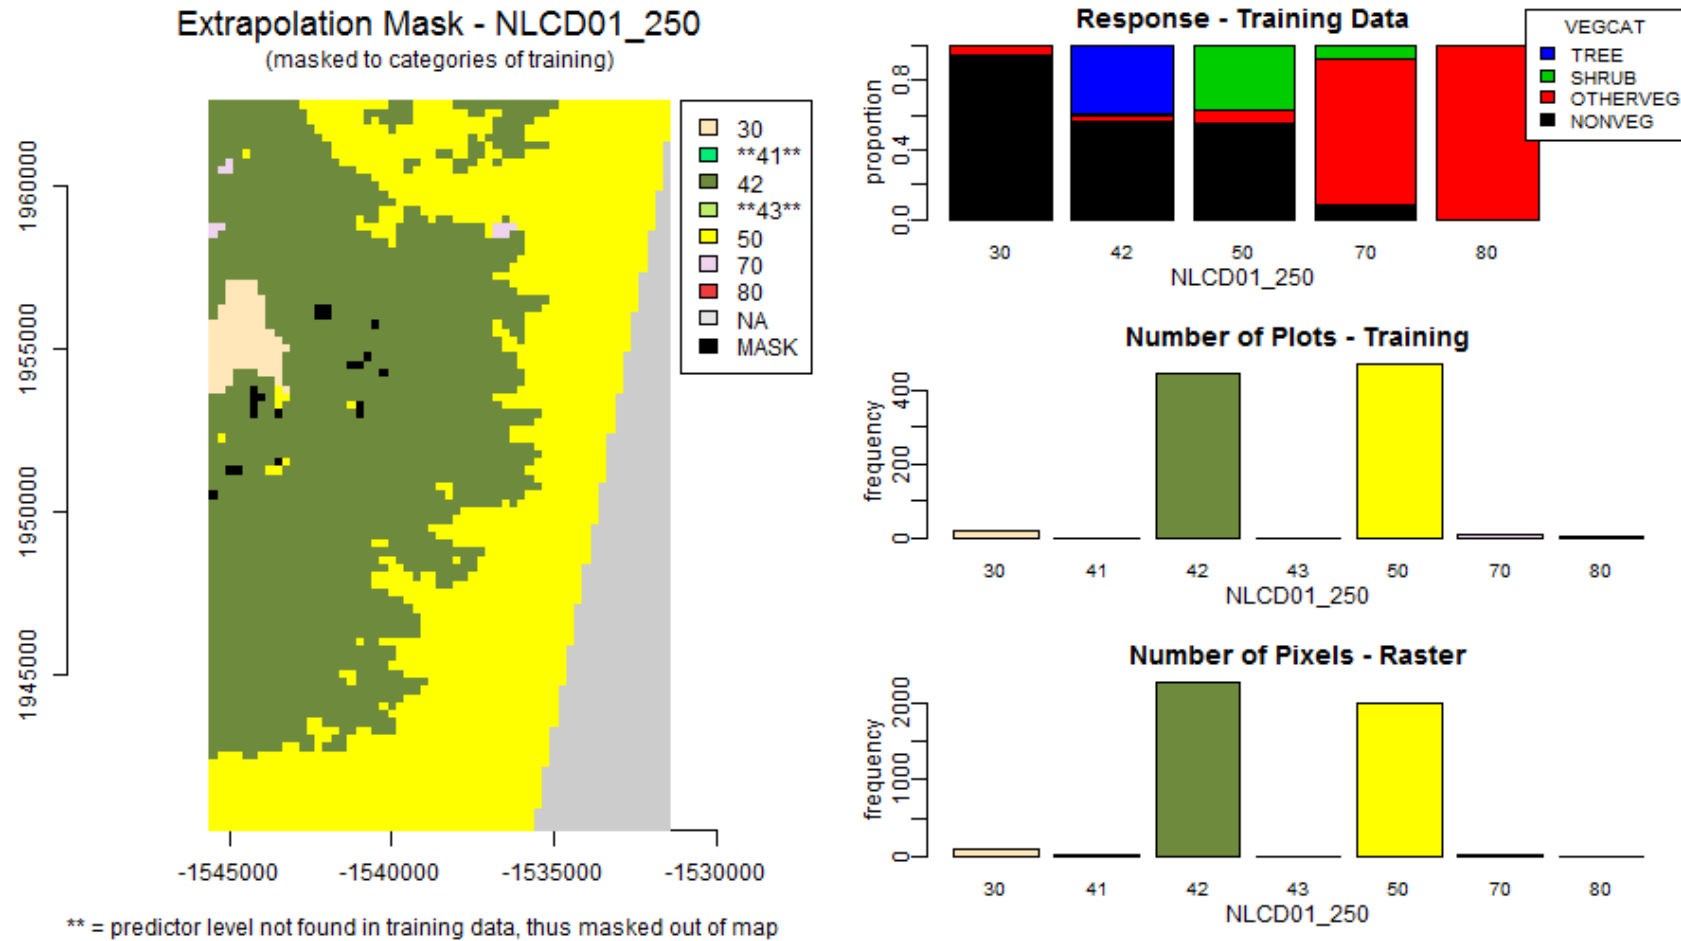 Extrapolation Mask - NLCD01_250
(masked to categories of training)
1960000
1955000
1950000
1945000
-1545000 -1540000 -1535000 -1530000
30
**41**
42
**43**
50
70
80
NA
MASK
** = predictor level not found in training data, thus masked out of map
Response - Training Data
proportion
0.8
0.4
0.0
30 42 50 70 80
NLCD01_250
VEGCAT
TREE
SHRUB
OTHERVEG
NONVEG
Number of Plots - Training
frequency
400
200
0
30 41 42 43 50 70 80
NLCD01_250
Number of Pixels - Raster
frequency
2000
1000
0
30 41 42 43 50 70 80
NLCD01_250